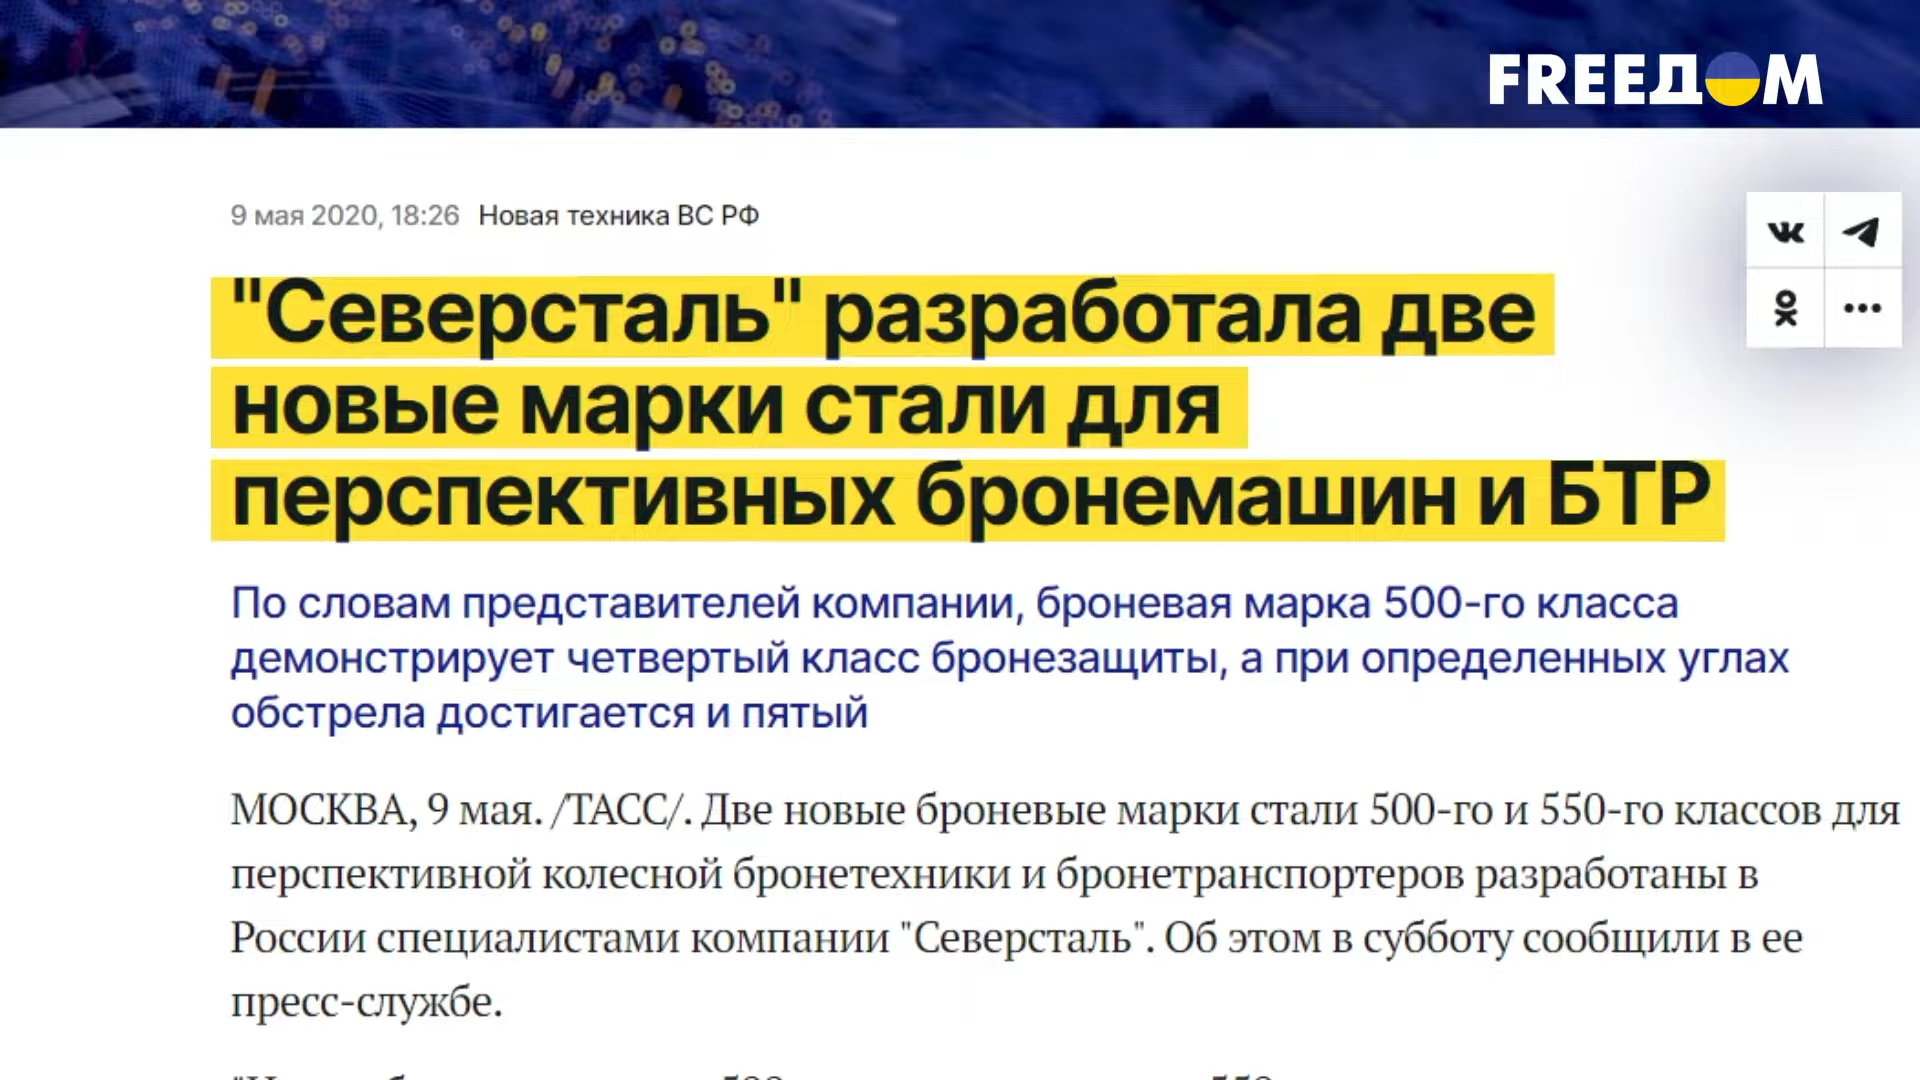 FREEДOM
9 мая 2020, 18:26 Новая техника ВС РФ
"Северсталь" разработала две
новые марки стали для
перспективных бронемашин и БТР
По словам представителей компании, броневая марка 500-го класса
демонстрирует четвертый класс бронезащиты, а при определенных углах
обстрела достигается и пятый
МОСКВА, 9 мая. /ТАСС/. Две новые броневые марки стали 500-го и 550-го классов для
перспективной колесной бронетехники и бронетранспортеров разработаны в
России специалистами компании "Северсталь". Об этом в субботу сообщили в ее
пресс-службе.